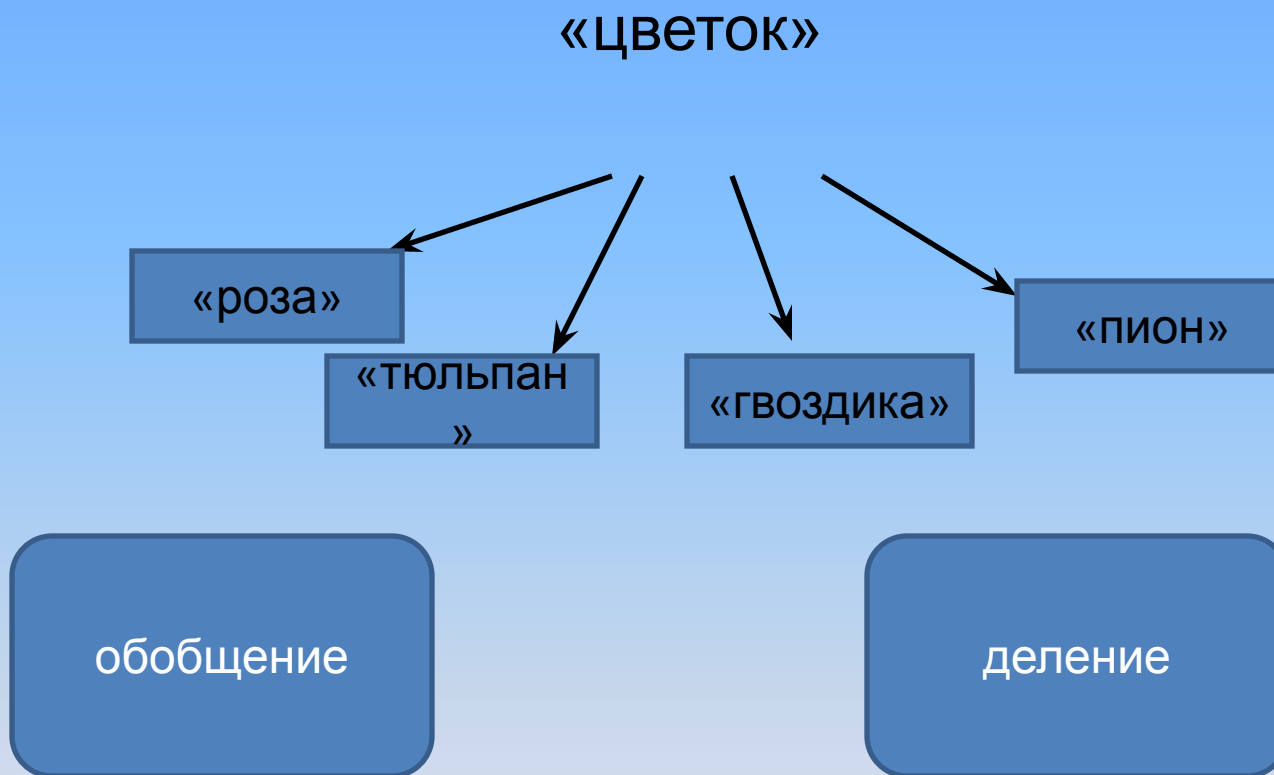 «цветок»
«роза»
«пион»
«тюльпан
»
«гвоздика»
обобщение
деление